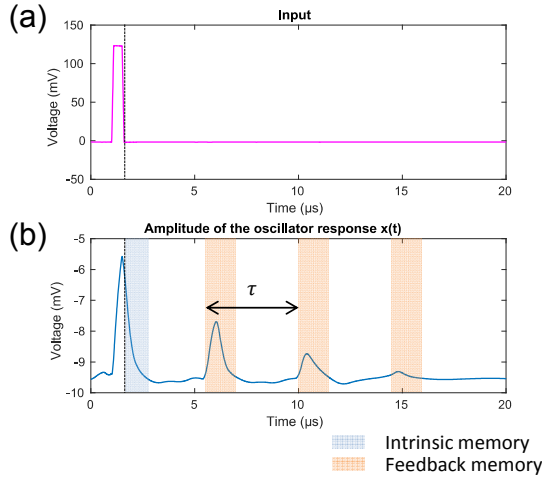 (a)
Input
150
100
50
0
-50
Voltage (mV)
0 5 10 15 20
Time (µs)
(b)
Amplitude of the oscillator response x(t)
-5
-6
-7
-8
-9
-10
Voltage (mV)
τ
0 5 10 15 20
Time (µs)
Intrinsic memory
Feedback memory